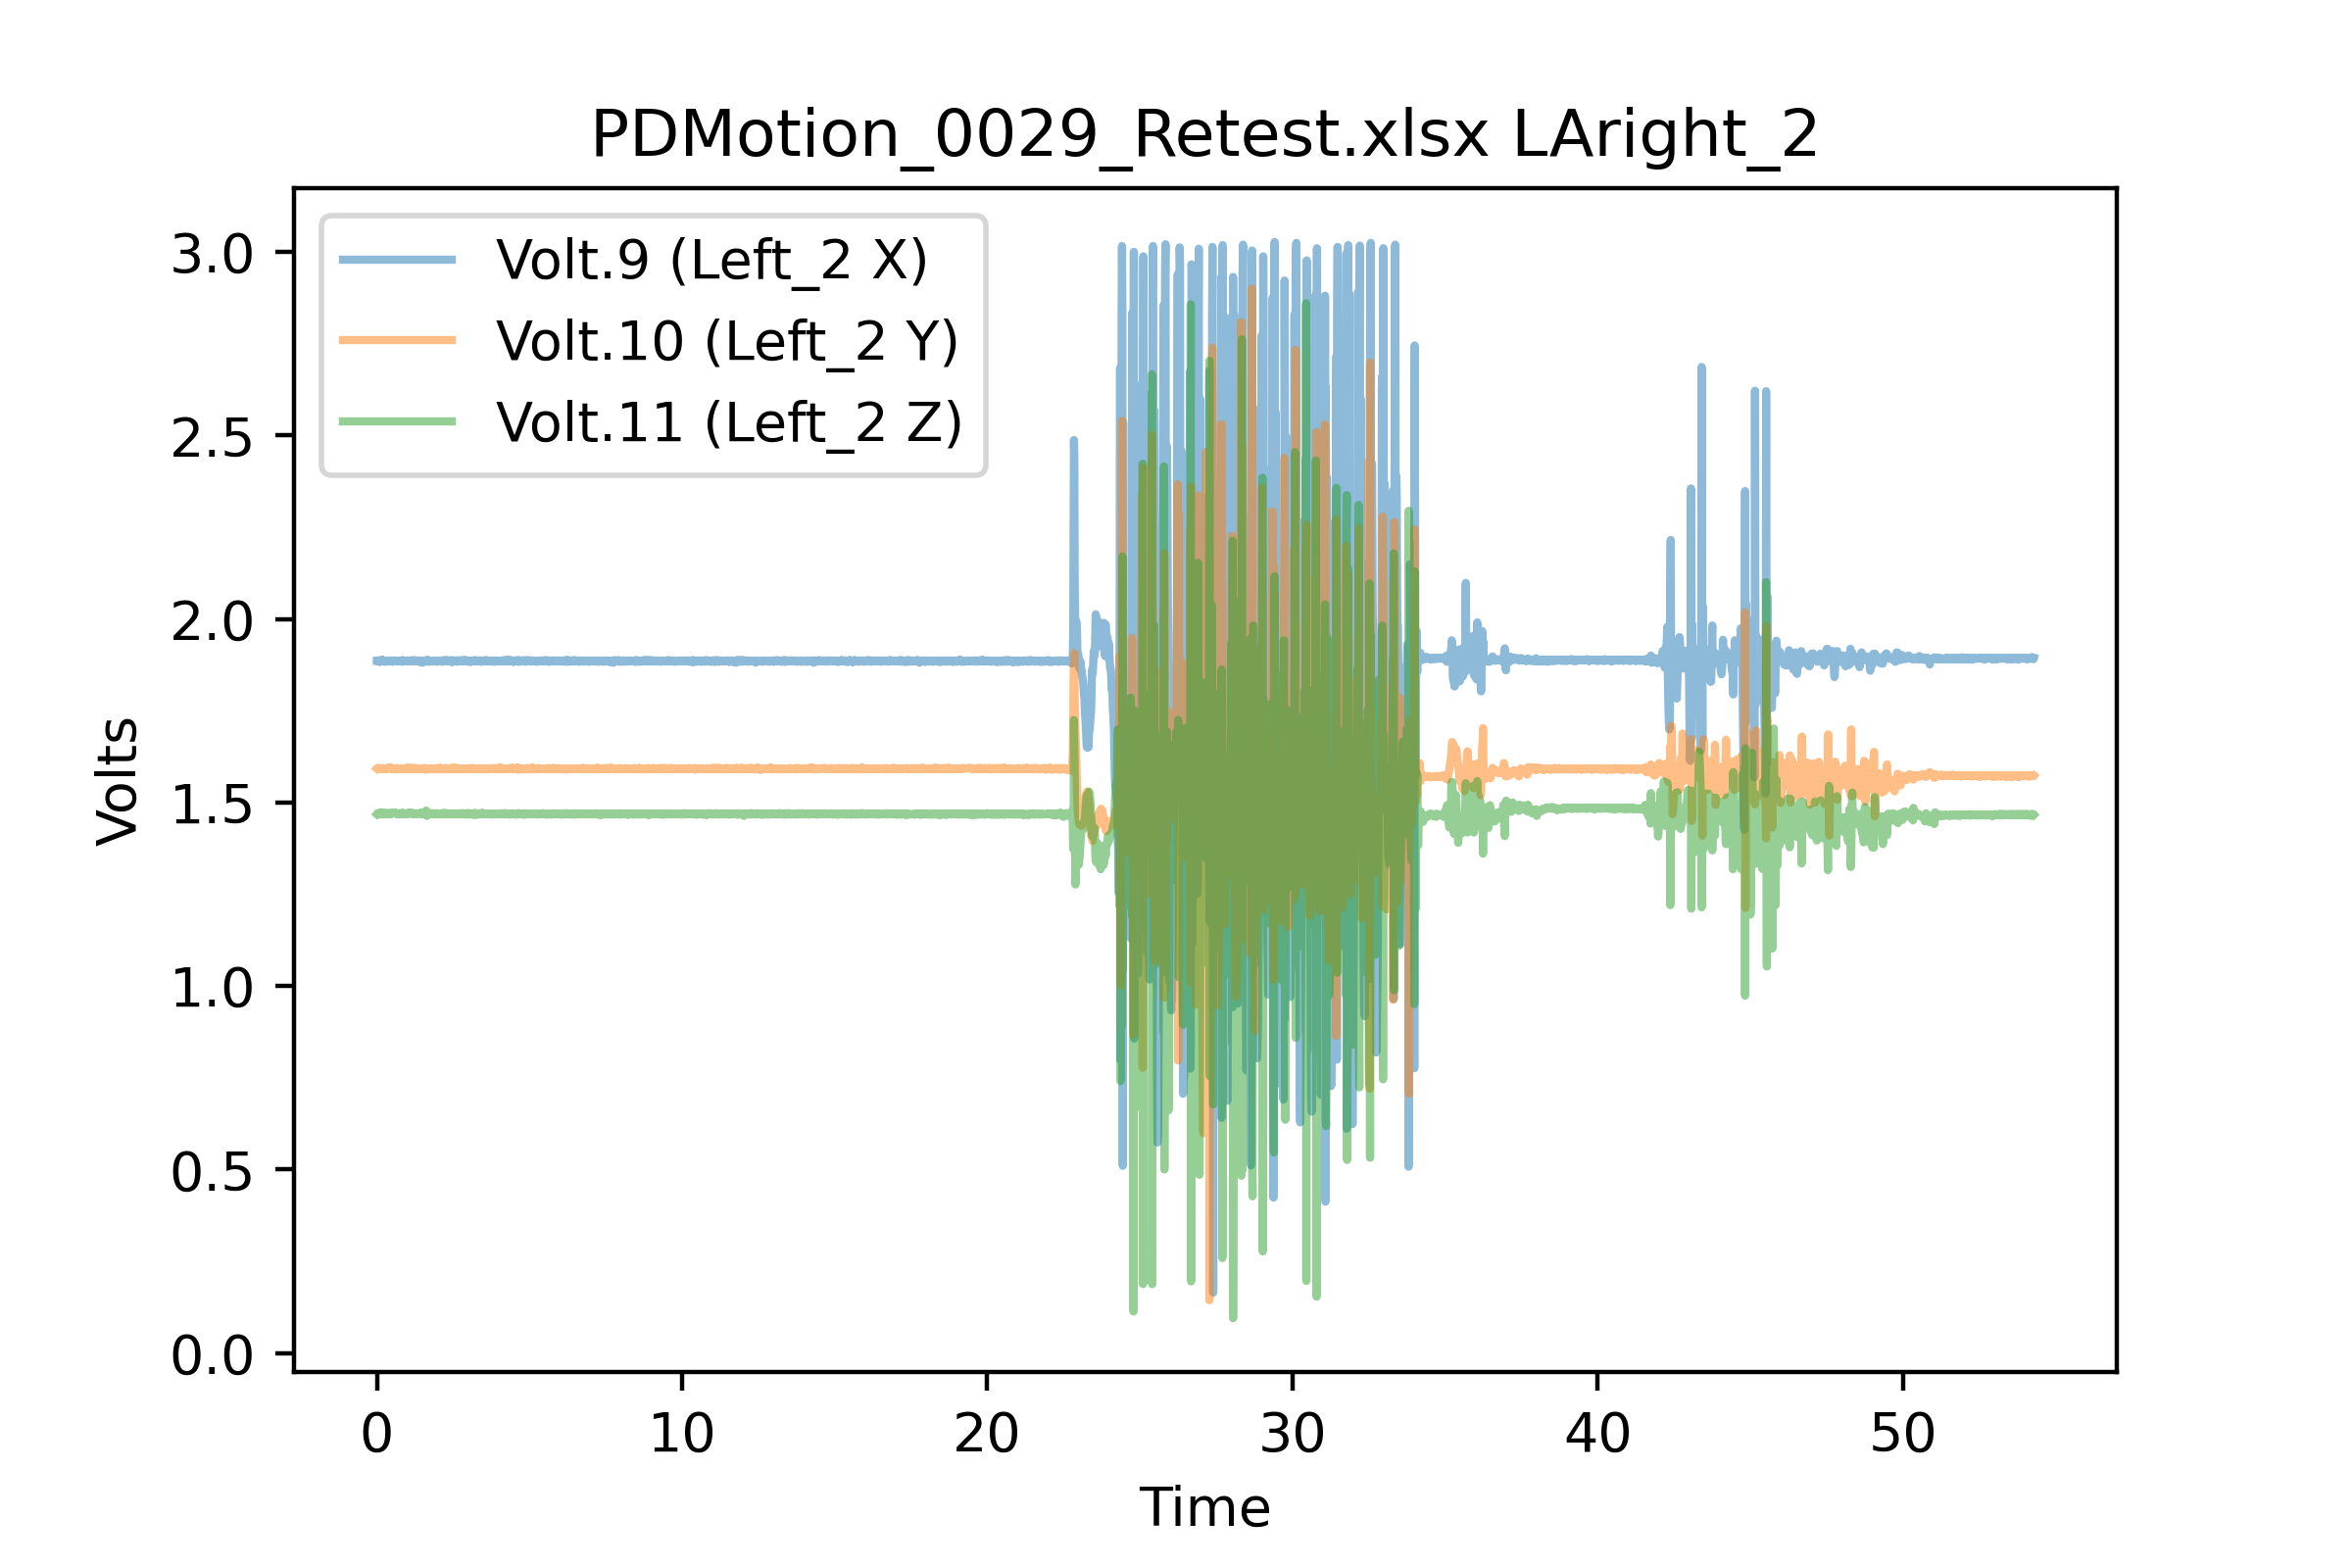 PDMotion_0029_Retest.xlsx LAright_2
Volt.9 (Left_2 X)
Volt.10 (Left_2 Y)
Volt.11 (Left_2 Z)
Volts
3.0
2.5
2.0
1.5
1.0
0.5
0.0
0 10 20 30 40 50
Time